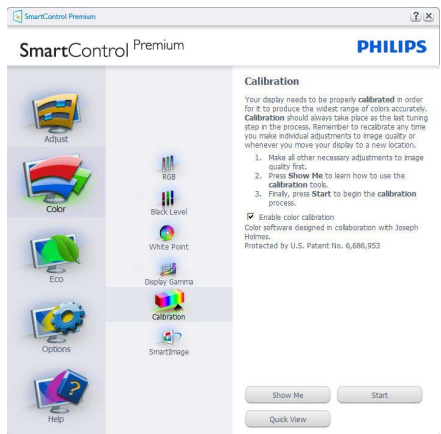 SmartControl Premium
SmartControl Premium
PHILIPS
Adjust
Color
Eco
Options
Help
RGB
Black Level
White Point
Display Gamma
Calibration
SmartImage
Calibration
Your display needs to be properly calibrated in order
for it to produce the widest range of colors accurately.
Calibration should always take place as the last tuning
step in the process. Remember to recalibrate any time
you make individual adjustments to image quality or
whenever you move your display to a new location.
1. Make all other necessary adjustments to image
quality first.
2. Press Show Me to learn how to use the
calibration tools.
3. Finally, press Start to begin the calibration
process.
Enable color calibration
Color software designed in collaboration with Joseph
Holmes.
Protected by U.S. Patent No. 6,686,953
Show Me
Start
Quick View